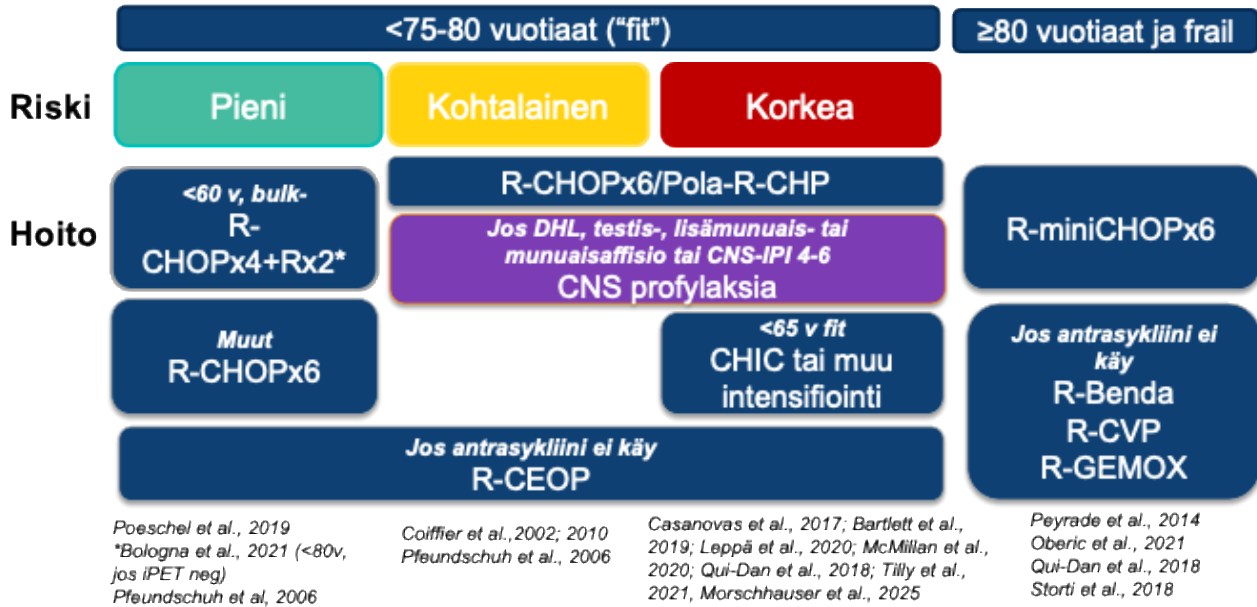 <75-80 vuotiaat (“fit”)
≥80 vuotiaat ja frail
Riski
Pieni
Kohtalainen
Korkea
Hoito
<60 v, bulk-
R-
CHOPx4+Rx2*
R-CHOPx6/Pola-R-CHP
Jos DHL, testis-, lisämunuais- tai
munuaisaffisio tai CNS-IPI 4-6
CNS profylaksia
R-miniCHOPx6
Muut
R-CHOPx6
<65 v fit
CHIC tai muu
intensifiointi
Jos antrasykliini ei
käy
R-Benda
R-CVP
R-GEMOX
Jos antrasykliini ei käy
R-CEOP
Poeschel et al., 2019
*Bologna et al., 2021 (<80v,
jos iPET neg)
Pfeundschuh et al, 2006
Coiffier et al.,2002; 2010
Pfeundschuh et al., 2006
Casanovas et al., 2017; Bartlett et al.,
2019; Leppä et al., 2020; McMillan et al.,
2020; Qui-Dan et al., 2018; Tilly et al.,
2021, Morschhauser et al., 2025
Peyrade et al., 2014
Oberic et al., 2021
Qui-Dan et al., 2018
Storti et al., 2018